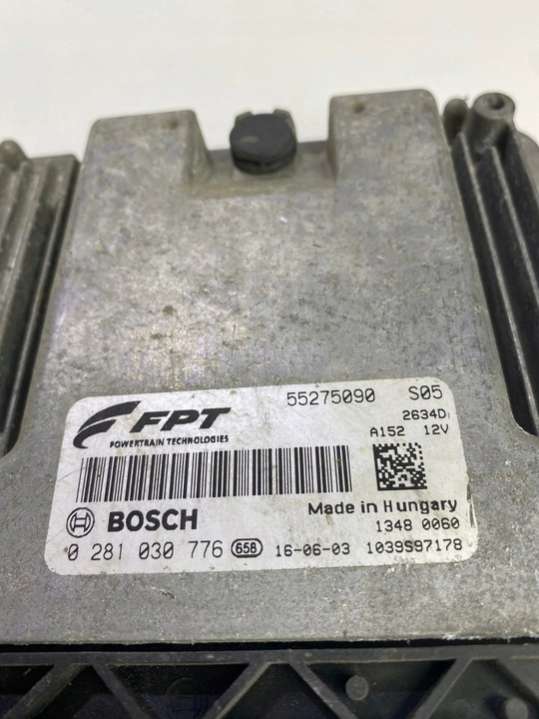 FPT 55275090 S05
POWERTRAIN TECHNOLOGIES 2634D
A152 12V
BOSCH Made in Hungary
1348 0060
0 281 030 776 658 16-06-03 1039S97178